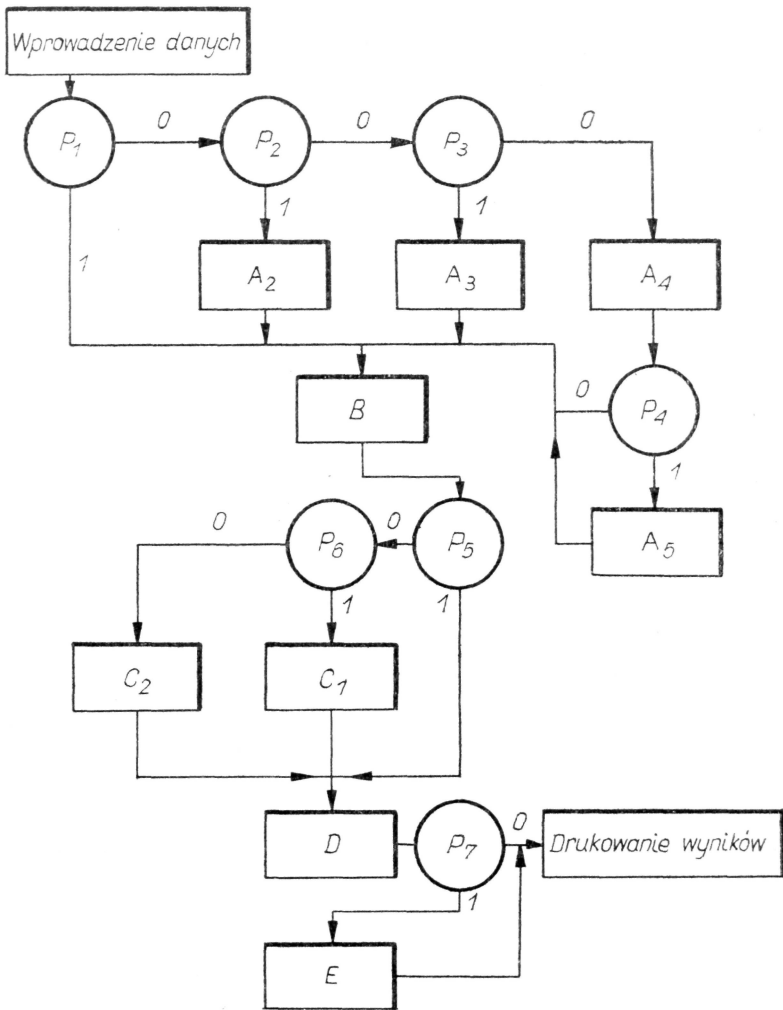 Wprowadzenie danych
P1 0 P2 0 P3 0
1 1 1
A2 A3 A4
B 0 P4
1
0 P6 0 P5 A5
1 1
C2 C1
D P7 0 Drukowanie wyników
1
E